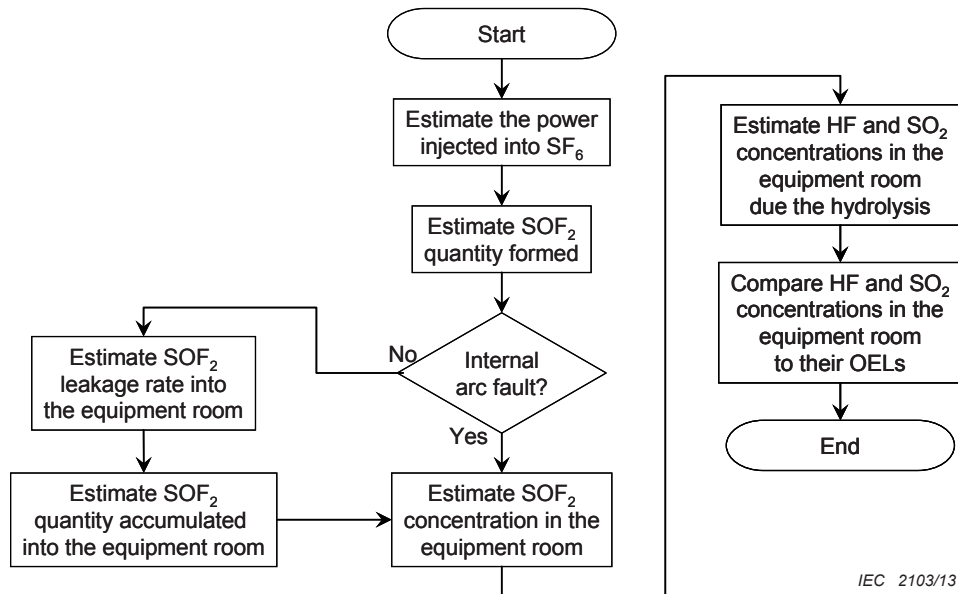 Start
Estimate the power
injected into SF₆
Estimate SOF₂
quantity formed
Internal
arc fault?
No
Yes
Estimate SOF₂
leakage rate into
the equipment room
Estimate SOF₂
quantity accumulated
into the equipment room
Estimate SOF₂
concentration in the
equipment room
Estimate HF and SO₂
concentrations in the
equipment room
due the hydrolysis
Compare HF and SO₂
concentrations in the
equipment room
to their OELs
End
IEC 2103/13